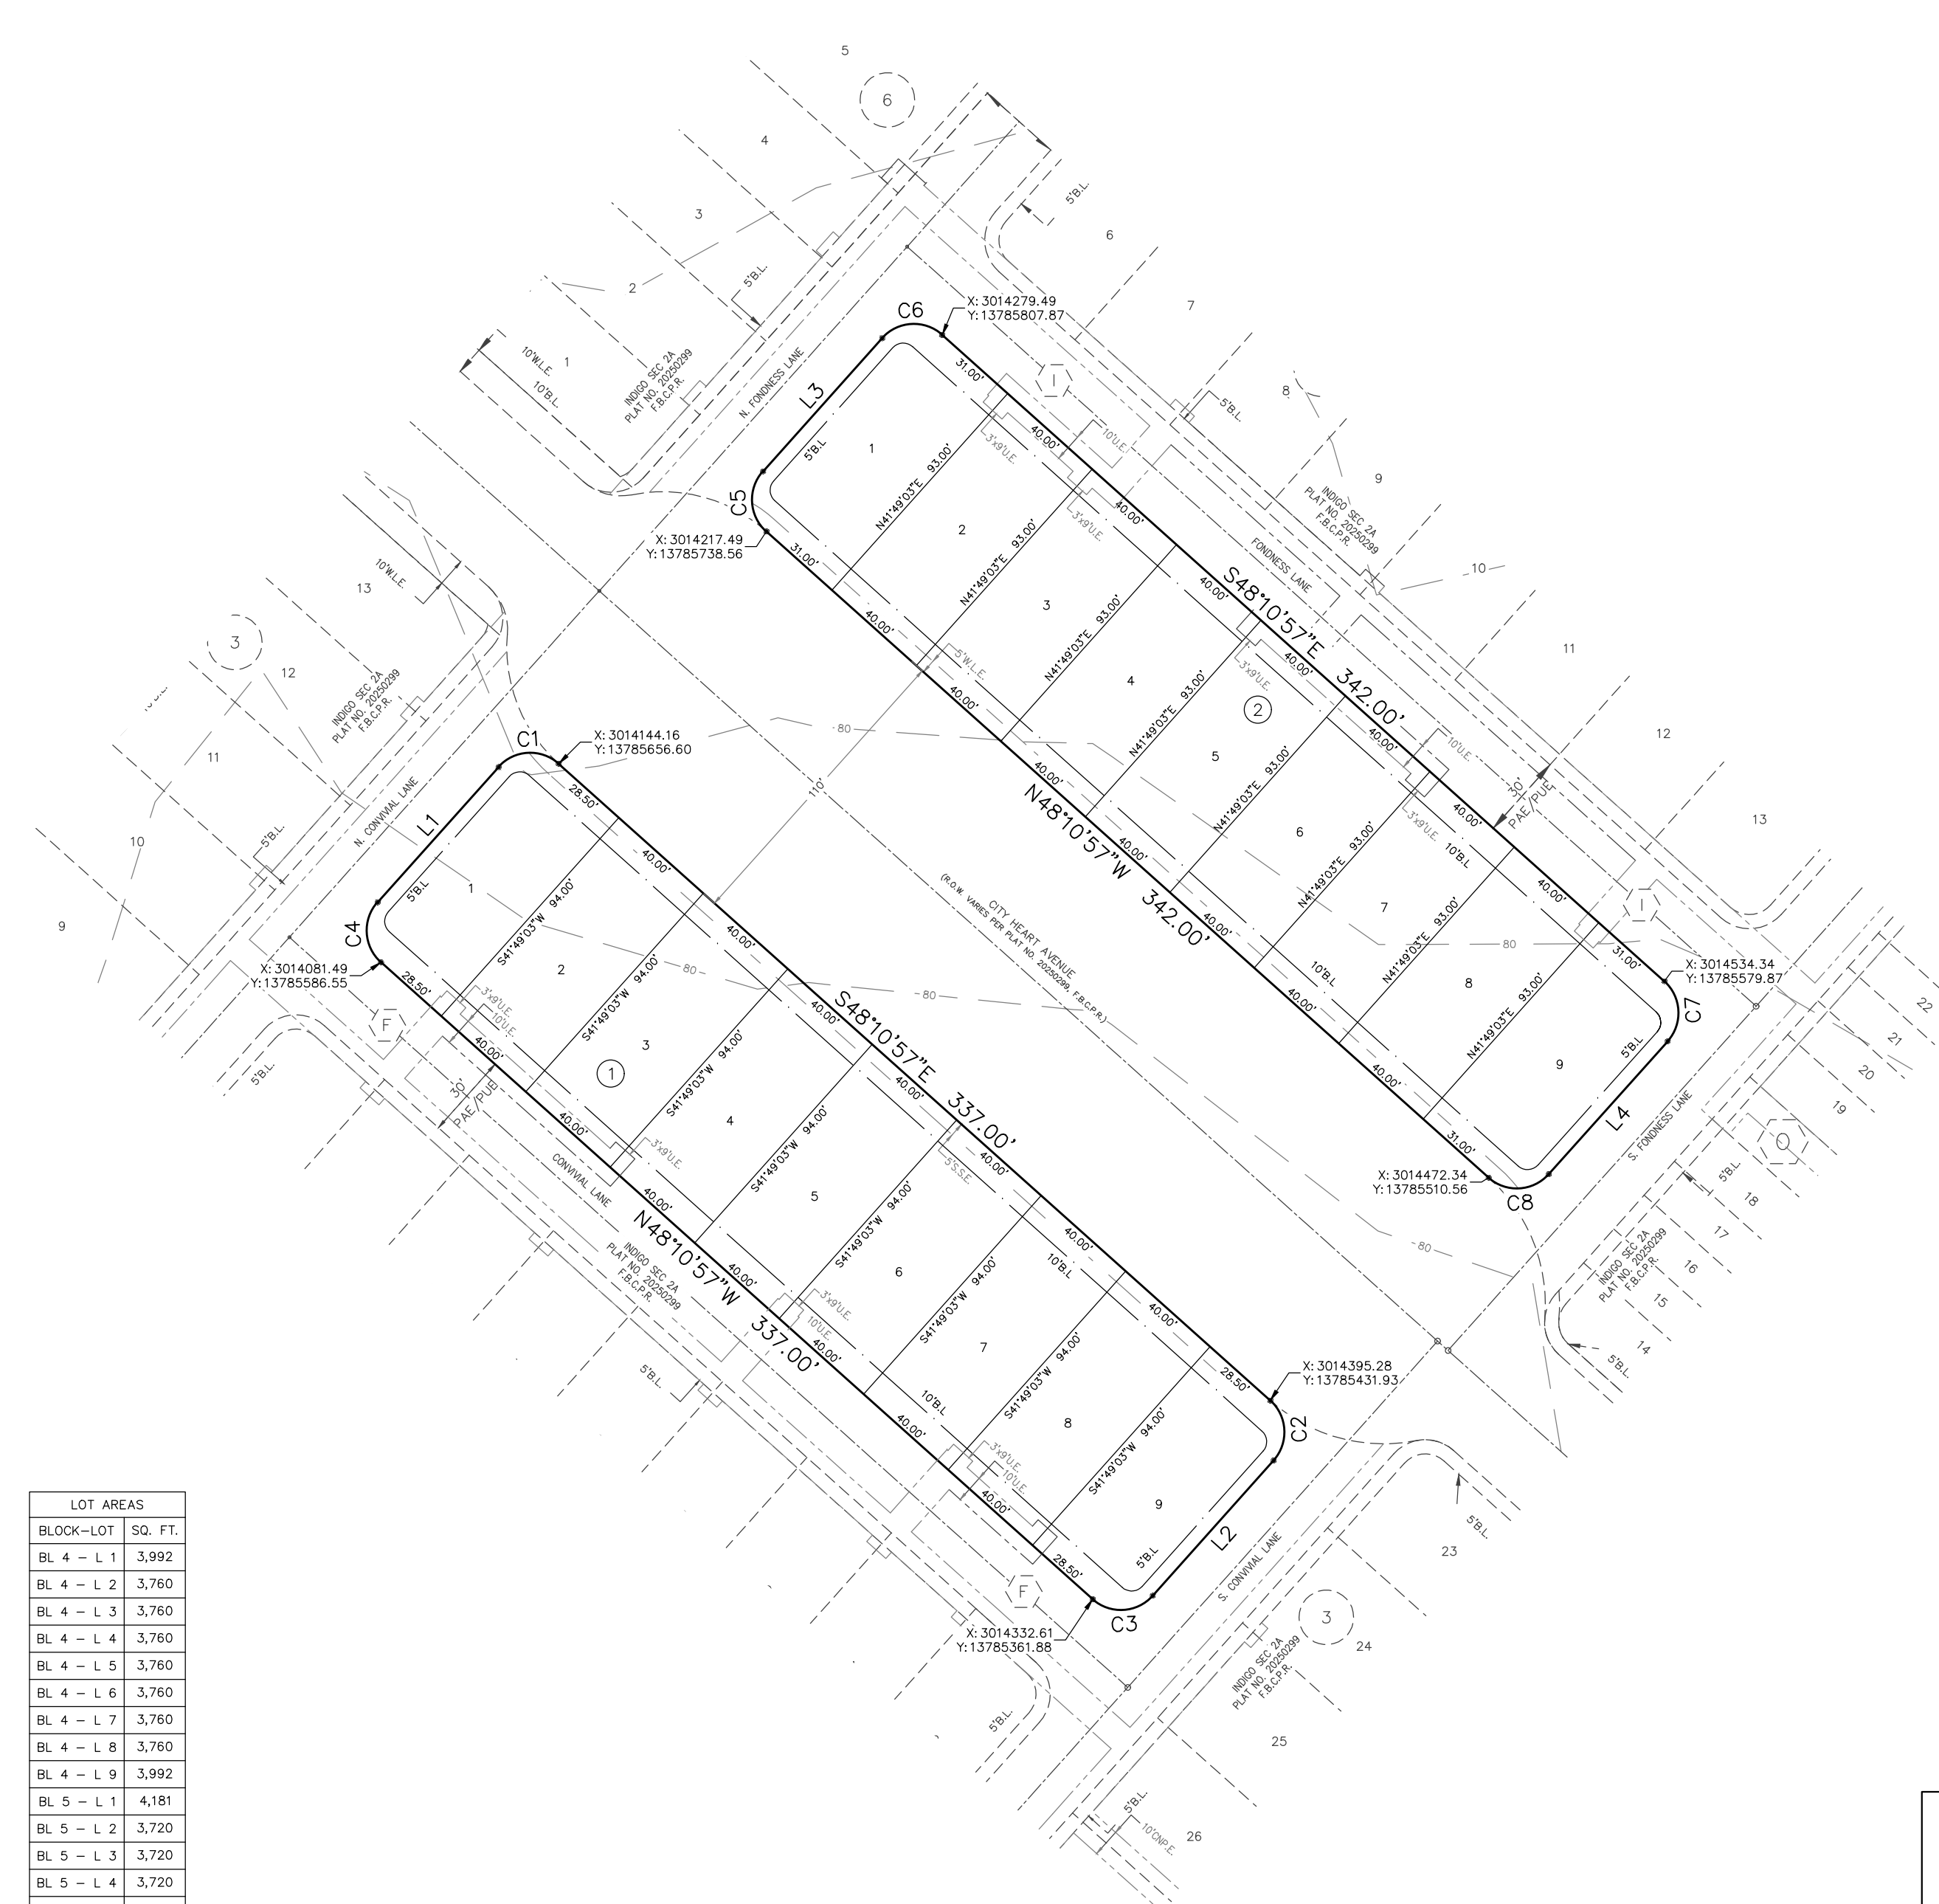 5
6
4
3
2
1
5'B.L.
10'W.L.E.
10'B.L.
INDIGO SEC 2A
PLAT NO. 20250299
F.B.C.P.R.
N. FONDNESS LANE
5'B.L.
6
7
8
9
10
11
12
13
5'B.L.
INDIGO SEC 2A
PLAT NO. 20250299
F.B.C.P.R.
FONDNESS LANE
I
I
30'
PAE/PUE
C6
X: 3014279.49
Y: 13785807.87
L3
C5
X: 3014217.49
Y: 13785738.56
5'B.L
31.00'
40.00'
40.00'
40.00'
40.00'
40.00'
40.00'
40.00'
31.00'
S48°10'57"E 342.00'
10'U.E.
3'x9'U.E.
3'x9'U.E.
3'x9'U.E.
10'U.E.
3'x9'U.E.
10'B.L
1
N41°49'03"E 93.00'
2
N41°49'03"E 93.00'
3
N41°49'03"E 93.00'
4
N41°49'03"E 93.00'
5
N41°49'03"E 93.00'
6
N41°49'03"E 93.00'
7
N41°49'03"E 93.00'
8
N41°49'03"E 93.00'
9
2
5'W.L.E.
10'B.L
31.00'
40.00'
40.00'
40.00'
40.00'
40.00'
40.00'
40.00'
31.00'
N48°10'57"W 342.00'
X: 3014534.34
Y: 13785579.87
C7
5'B.L
L4
C8
X: 3014472.34
Y: 13785510.56
80
80
80
80
80
110'
CITY HEART AVENUE
(R.O.W. VARIES PER PLAT NO. 20250299, F.B.C.P.R.)
13
10'W.L.E.
3
12
11
10
9
INDIGO SEC 2A
PLAT NO. 20250299
F.B.C.P.R.
N. CONVIVIAL LANE
5'B.L.
5'B.L.
C1
X: 3014144.16
Y: 13785656.60
L1
C4
X: 3014081.49
Y: 13785586.55
5'B.L
28.50'
40.00'
40.00'
40.00'
40.00'
40.00'
40.00'
40.00'
28.50'
S48°10'57"E 337.00'
1
S41°49'03"W 94.00'
2
S41°49'03"W 94.00'
3
S41°49'03"W 94.00'
4
S41°49'03"W 94.00'
5
S41°49'03"W 94.00'
6
S41°49'03"W 94.00'
7
S41°49'03"W 94.00'
8
S41°49'03"W 94.00'
9
1
5'S.S.E.
10'B.L
10'B.L
3'x9'U.E.
10'U.E.
3'x9'U.E.
3'x9'U.E.
10'U.E.
3'x9'U.E.
10'U.E.
28.50'
40.00'
40.00'
40.00'
40.00'
40.00'
40.00'
40.00'
28.50'
N48°10'57"W 337.00'
F
F
30'
PAE/PUE
CONVIVIAL LANE
INDIGO SEC 2A
PLAT NO. 20250299
F.B.C.P.R.
5'B.L.
5'B.L.
X: 3014395.28
Y: 13785431.93
C2
L2
5'B.L
C3
X: 3014332.61
Y: 13785361.88
S. CONVIVIAL LANE
S. FONDNESS LANE
22
21
20
19
18
17
16
15
14
O
5'B.L.
INDIGO SEC 2A
PLAT NO. 20250299
F.B.C.P.R.
5'B.L.
5'B.L.
23
3
24
25
26
INDIGO SEC 2A
PLAT NO. 20250299
F.B.C.P.R.
5'B.L.
10'CNP.E.
LOT AREAS
BLOCK-LOT SQ. FT.
BL 4 - L 1 3,992
BL 4 - L 2 3,760
BL 4 - L 3 3,760
BL 4 - L 4 3,760
BL 4 - L 5 3,760
BL 4 - L 6 3,760
BL 4 - L 7 3,760
BL 4 - L 8 3,760
BL 4 - L 9 3,992
BL 5 - L 1 4,181
BL 5 - L 2 3,720
BL 5 - L 3 3,720
BL 5 - L 4 3,720